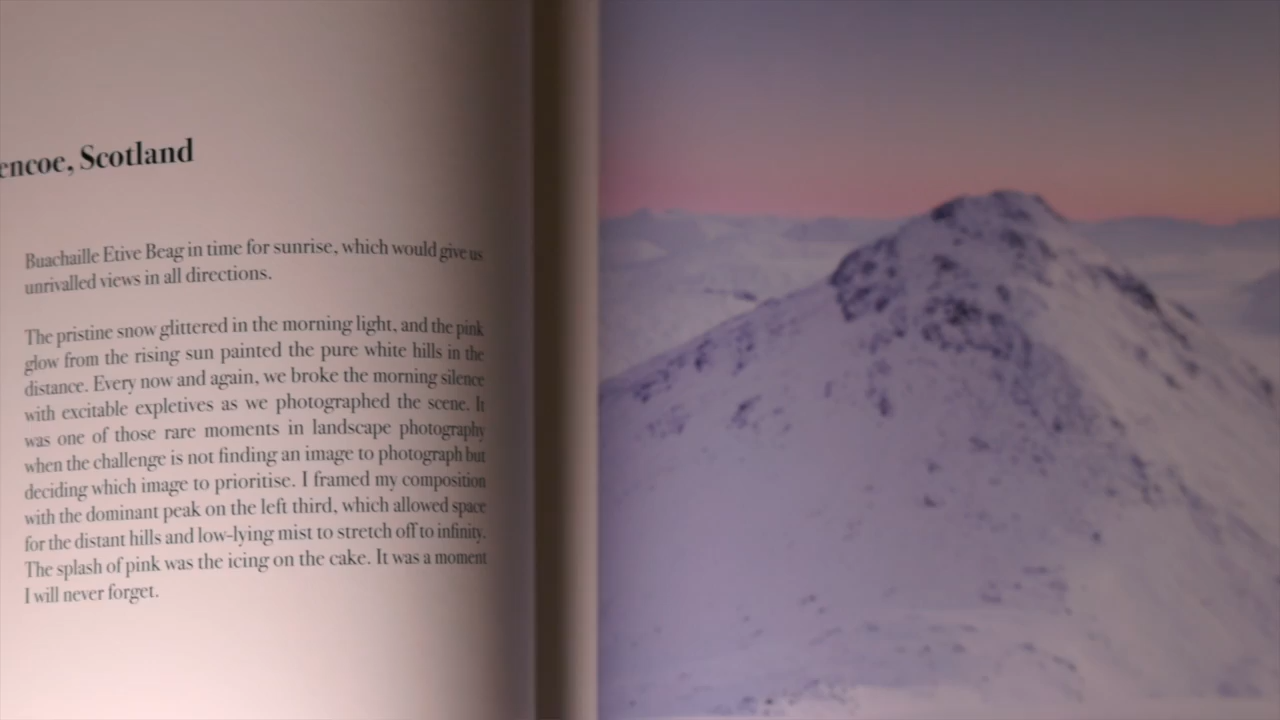 encoe, Scotland
Buachaille Etive Beag in time for sunrise, which would give us
unrivalled views in all directions.
The pristine snow glittered in the morning light, and the pink
glow from the rising sun painted the pure white hills in the
distance. Every now and again, we broke the morning silence
with excitable expletives as we photographed the scene. It
was one of those rare moments in landscape photography
when the challenge is not finding an image to photograph but
deciding which image to prioritise. I framed my composition
with the dominant peak on the left third, which allowed space
for the distant hills and low-lying mist to stretch off to infinity.
The splash of pink was the icing on the cake. It was a moment
I will never forget.